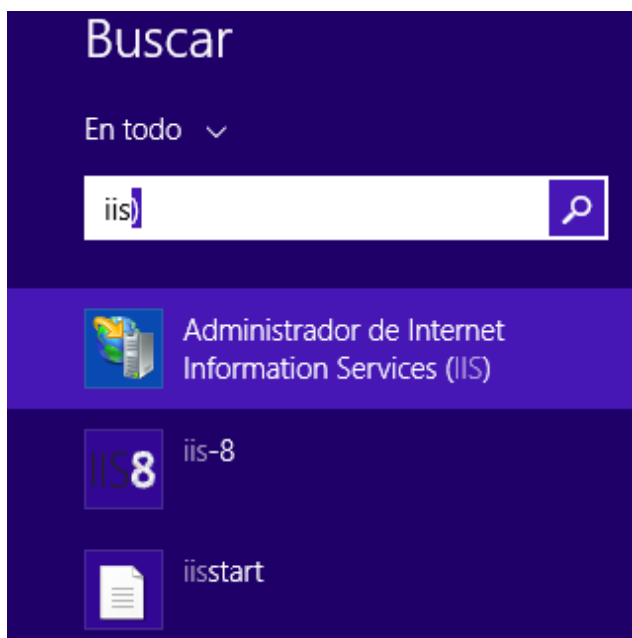 Buscar
En todo
iis)
Administrador de Internet
Information Services (IIS)
IIS8
iis-8
iisstart